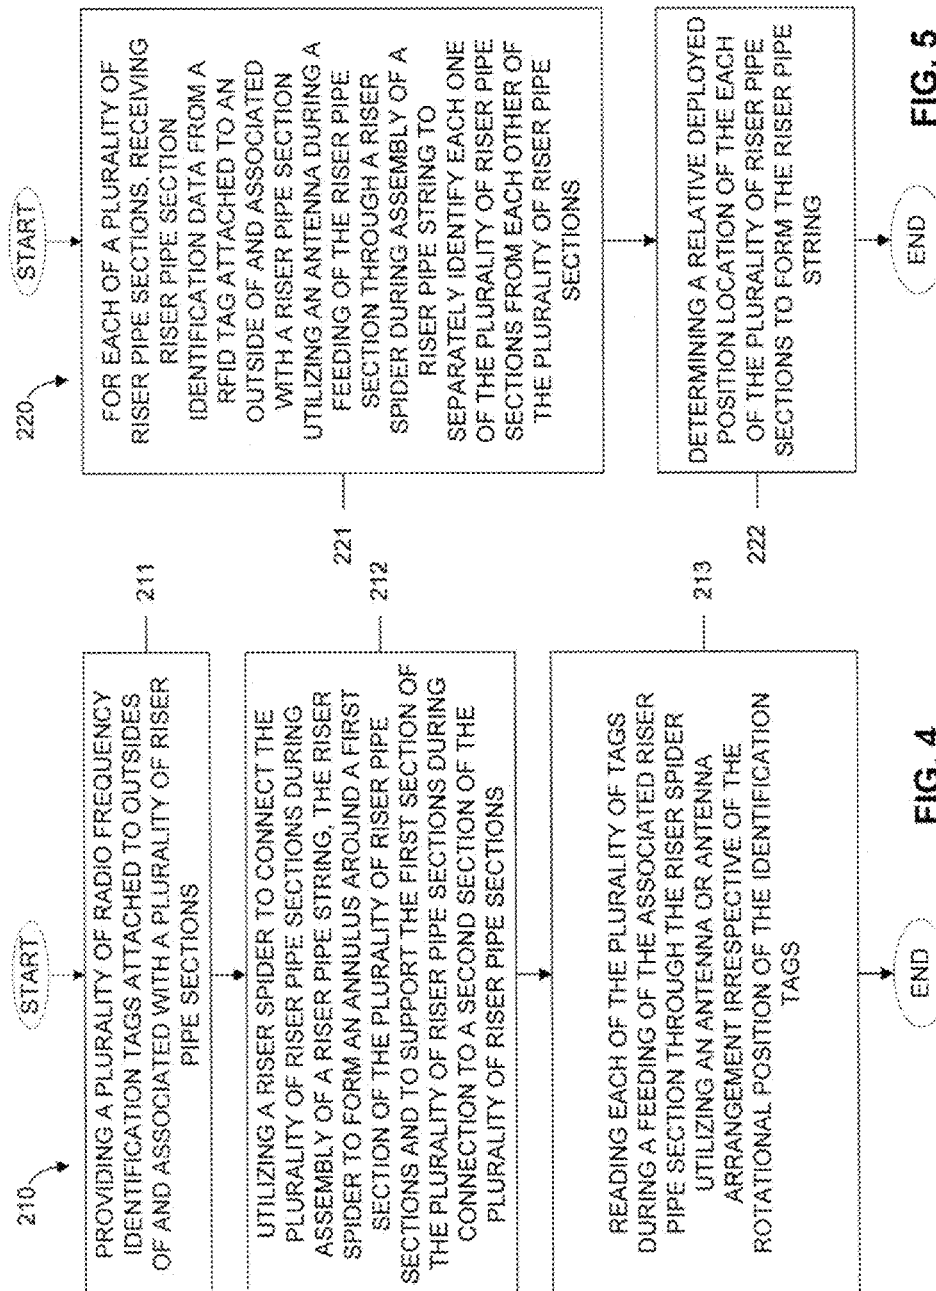 210
START
PROVIDING A PLURALITY OF RADIO FREQUENCY
IDENTIFICATION TAGS ATTACHED TO OUTSIDES
OF AND ASSOCIATED WITH A PLURALITY OF RISER
PIPE SECTIONS
211
UTILIZING A RISER SPIDER TO CONNECT THE
PLURALITY OF RISER PIPE SECTIONS DURING
ASSEMBLY OF A RISER PIPE STRING, THE RISER
SPIDER TO FORM AN ANNULUS AROUND A FIRST
SECTION OF THE PLURALITY OF RISER PIPE
SECTIONS AND TO SUPPORT THE FIRST SECTION OF
THE PLURALITY OF RISER PIPE SECTIONS DURING
CONNECTION TO A SECOND SECTION OF THE
PLURALITY OF RISER PIPE SECTIONS
212
READING EACH OF THE PLURALITY OF TAGS
DURING A FEEDING OF THE ASSOCIATED RISER
PIPE SECTION THROUGH THE RISER SPIDER
UTILIZING AN ANTENNA OR ANTENNA
ARRANGEMENT IRRESPECTIVE OF THE
ROTATIONAL POSITION OF THE IDENTIFICATION
TAGS
213
END
FIG. 4
220
START
FOR EACH OF A PLURALITY OF
RISER PIPE SECTIONS, RECEIVING
RISER PIPE SECTION
IDENTIFICATION DATA FROM A
RFID TAG ATTACHED TO AN
OUTSIDE OF AND ASSOCIATED
WITH A RISER PIPE SECTION
UTILIZING AN ANTENNA DURING A
FEEDING OF THE RISER PIPE
SECTION THROUGH A RISER
SPIDER DURING ASSEMBLY OF A
RISER PIPE STRING TO
SEPARATELY IDENTIFY EACH ONE
OF THE PLURALITY OF RISER PIPE
SECTIONS FROM EACH OTHER OF
THE PLURALITY OF RISER PIPE
SECTIONS
221
DETERMINING A RELATIVE DEPLOYED
POSITION LOCATION OF THE EACH
OF THE PLURALITY OF RISER PIPE
SECTIONS TO FORM THE RISER PIPE
STRING
222
END
FIG. 5